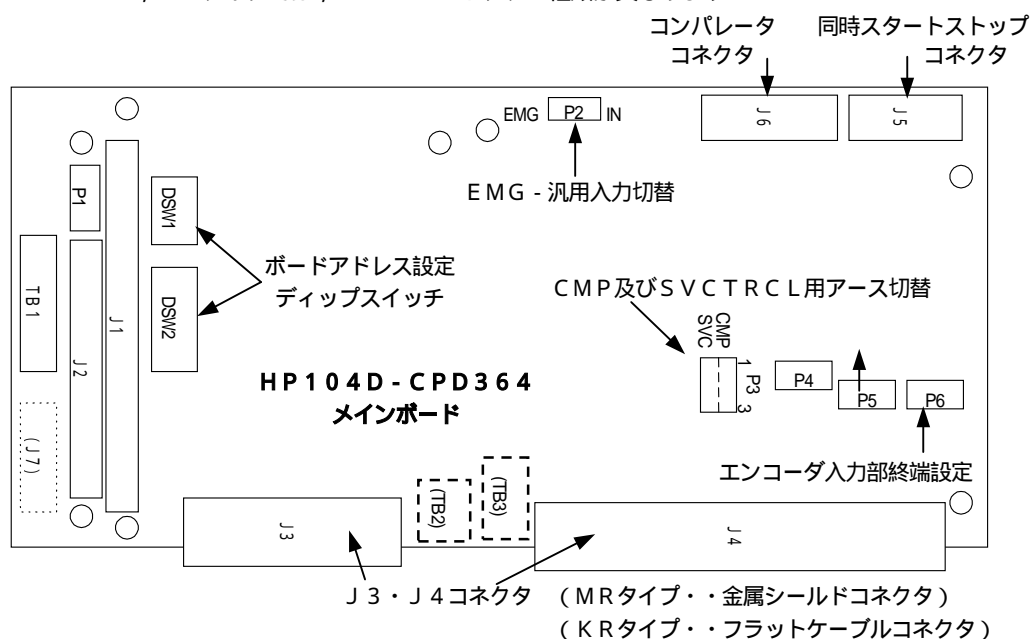 コンパレータ
コネクタ
同時スタートストップ
コネクタ
EMG P2 IN
J6
J5
EMG-汎用入力切替
P1
DSW1
TB1
J1
J2
DSW2
(J7)
ボードアドレス設定
ディップスイッチ
CMP及びSVCTRCL用アース切替
CMP
SVC
1 P3 3
P4
P5
P6
HP104D-CPD364
メインボード
エンコーダ入力部終端設定
(TB2)
(TB3)
J3
J4
J3・J4コネクタ (MRタイプ・・金属シールドコネクタ)
(KRタイプ・・フラットケーブルコネクタ)